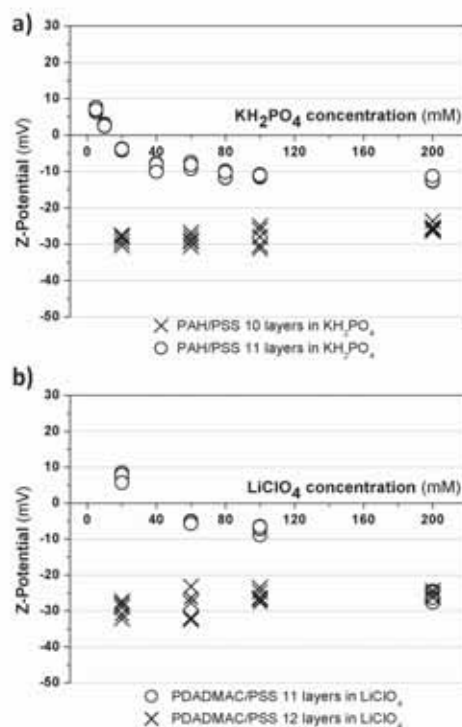 a)
30
20
10
0
-10
-20
-30
-40
-50
Z-Potential (mV)
KH2PO4 concentration (mM)
0 40 80 120 160 200
× PAH/PSS 10 layers in KH2PO4
○ PAH/PSS 11 layers in KH2PO4
b)
30
20
10
0
-10
-20
-30
-40
-50
Z-Potential (mV)
LiClO4 concentration (mM)
0 40 80 120 160 200
○ PDADMAC/PSS 11 layers in LiClO4
× PDADMAC/PSS 12 layers in LiClO4